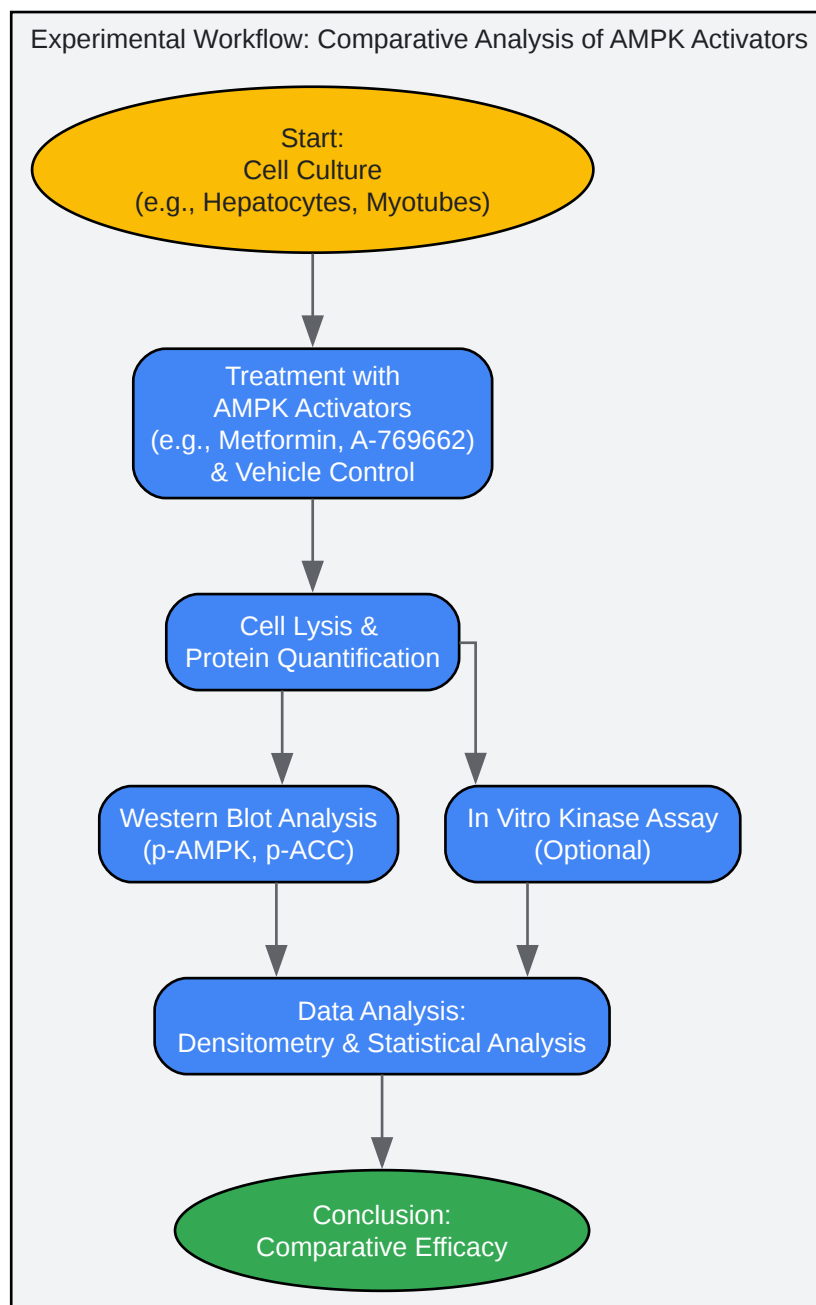 Experimental Workflow: Comparative Analysis of AMPK Activators
Start:
Cell Culture
(e.g., Hepatocytes, Myotubes)
Treatment with
AMPK Activators
(e.g., Metformin, A-769662)
& Vehicle Control
Cell Lysis &
Protein Quantification
Western Blot Analysis
(p-AMPK, p-ACC)
In Vitro Kinase Assay
(Optional)
Data Analysis:
Densitometry & Statistical Analysis
Conclusion:
Comparative Efficacy